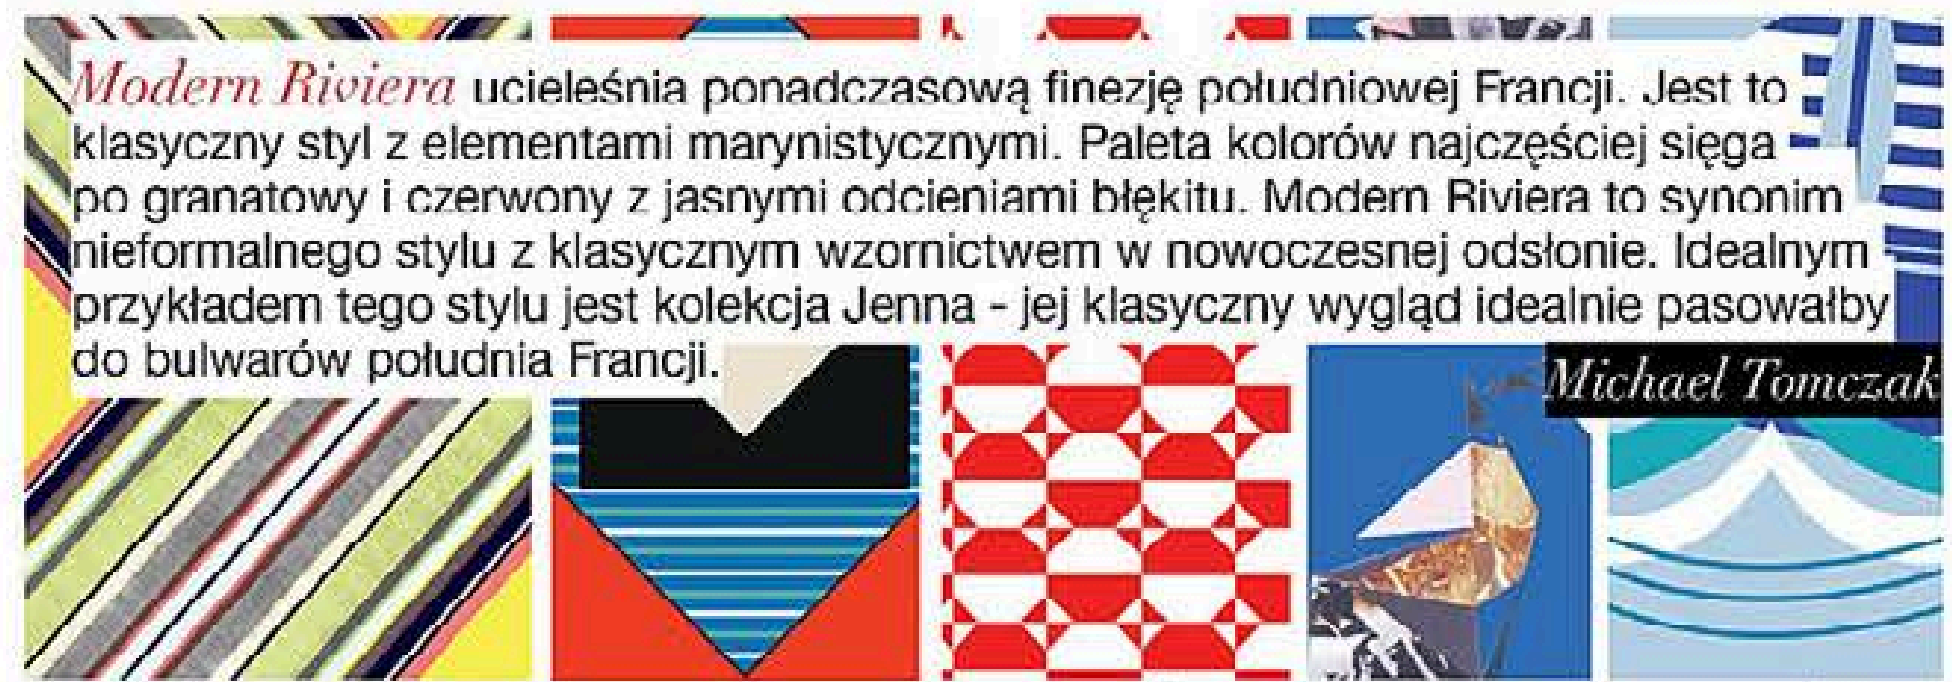 Modern Riviera ucieleśnia ponadczasową finezję południowej Francji. Jest to
klasyczny styl z elementami marynistycznymi. Paleta kolorów najczęściej sięga
po granatowy i czerwony z jasnymi odcieniami błękitu. Modern Riviera to synonim
nieformalnego stylu z klasycznym wzornictwem w nowoczesnej odsłonie. Idealnym
przykładem tego stylu jest kolekcja Jenna - jej klasyczny wygląd idealnie pasowałby
do bulwarów południa Francji.
Michael Tomczak